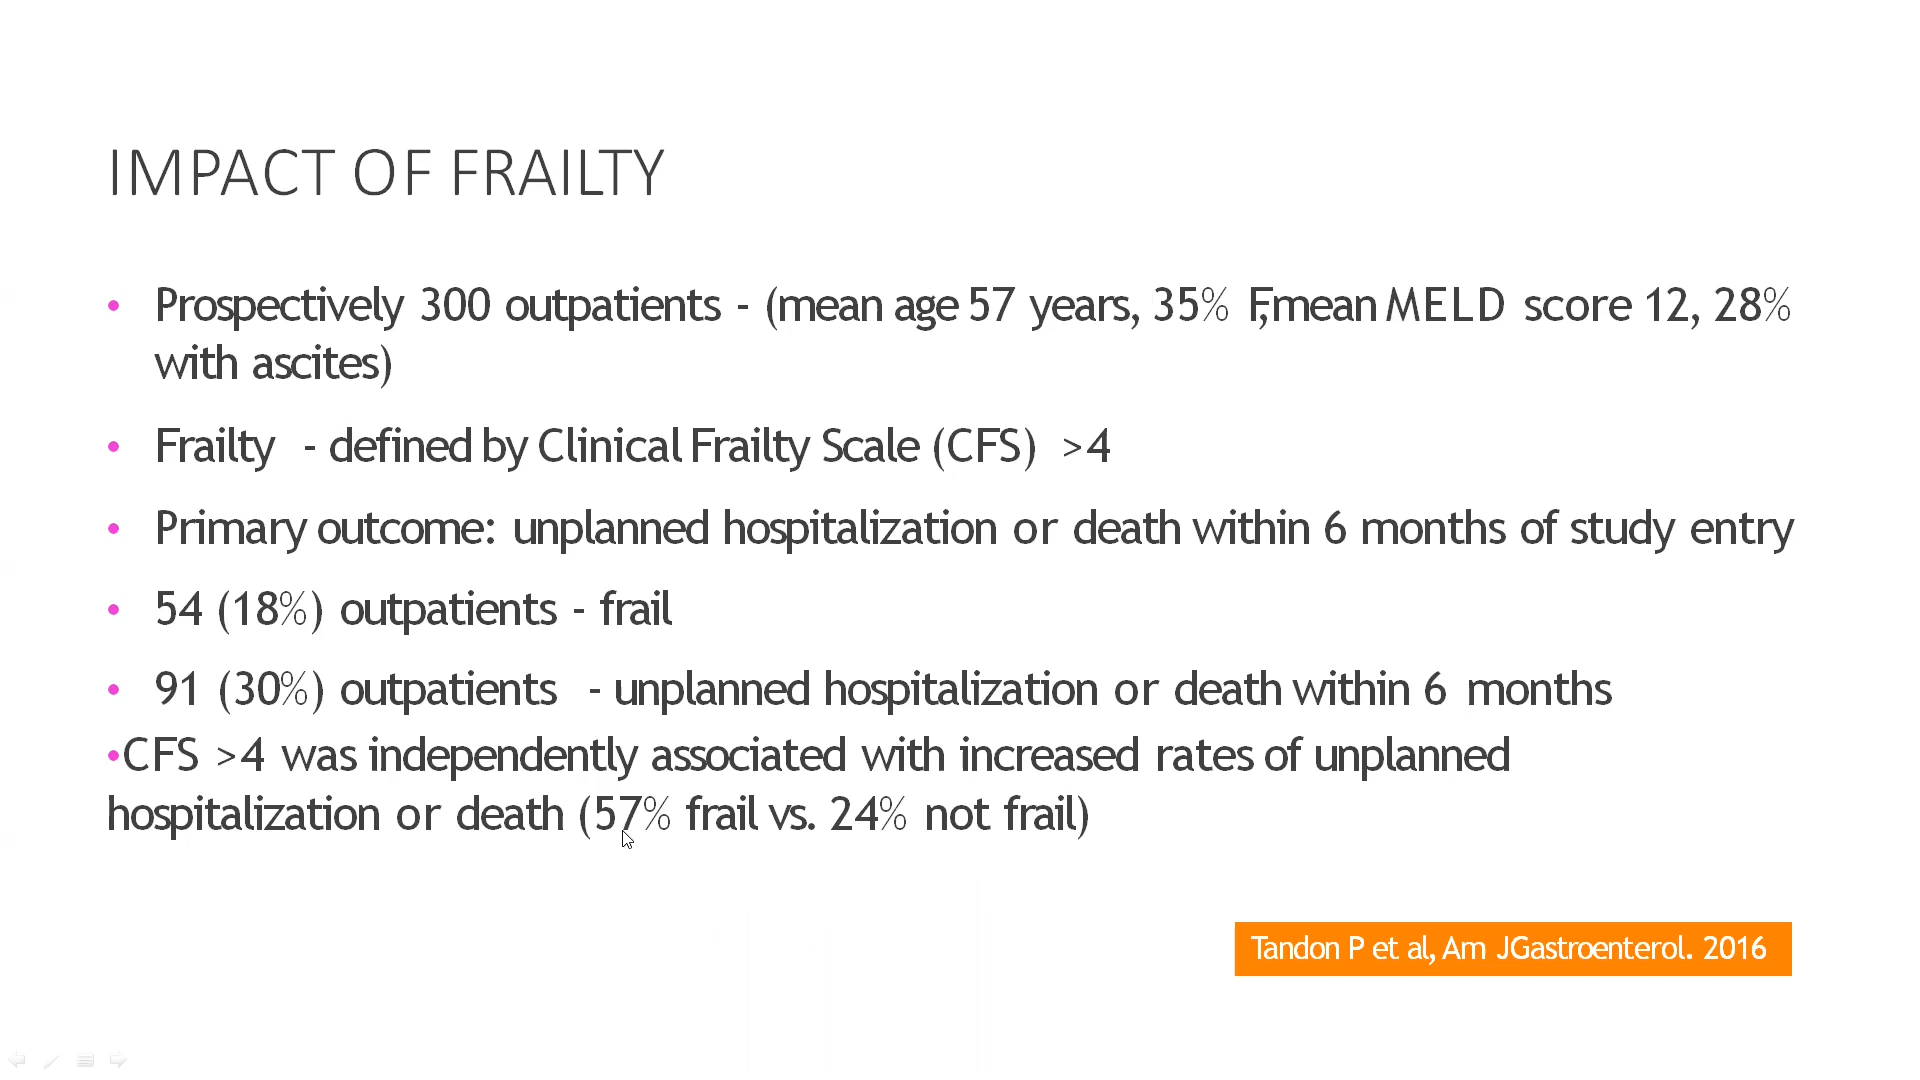 IMPACT OF FRAILTY
• Prospectively 300 outpatients - (mean age 57 years, 35% F,mean MELD score 12, 28%
with ascites)
• Frailty - defined by Clinical Frailty Scale (CFS) >4
• Primary outcome: unplanned hospitalization or death within 6 months of study entry
• 54 (18%) outpatients - frail
• 91 (30%) outpatients - unplanned hospitalization or death within 6 months
•CFS >4 was independently associated with increased rates of unplanned
hospitalization or death (57% frail vs. 24% not frail)
Tandon P et al, Am JGastroenterol. 2016